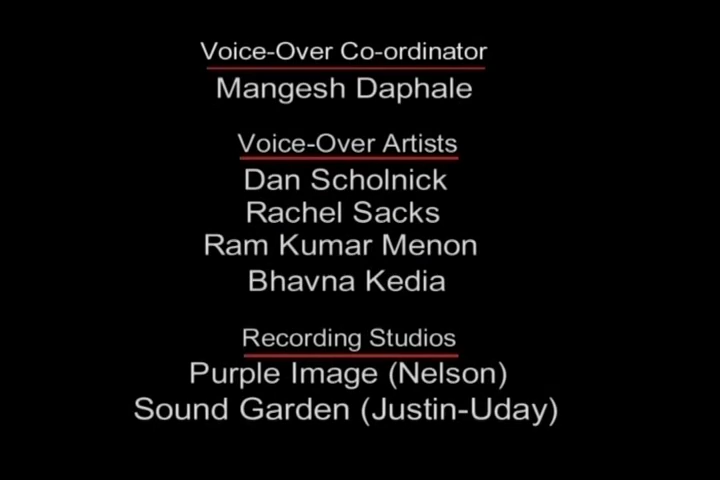 Voice-Over Co-ordinator
Mangesh Daphale
Voice-Over Artists
Dan Scholnick
Rachel Sacks
Ram Kumar Menon
Bhavna Kedia
Recording Studios
Purple Image (Nelson)
Sound Garden (Justin-Uday)